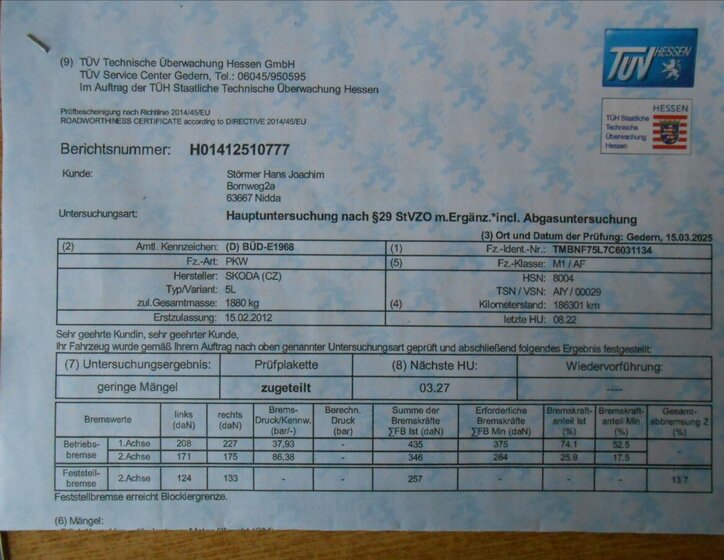 (9) TÜV Technische Überwachung Hessen GmbH
TÜV Service Center Gedern, Tel.: 06045/950595
Im Auftrag der TÜH Staatliche Technische Überwachung Hessen
TÜV HESSEN
HESSEN
TÜH Staatliche
Technische
Überwachung
Hessen
Prüfbescheinigung nach Richtlinie 2014/45/EU
ROADWORTHINESS CERTIFICATE according to DIRECTIVE 2014/45/EU
Berichtsnummer: H01412510777
Kunde: Störmer Hans Joachim
Bornweg2a
63667 Nidda
Untersuchungsart: Hauptuntersuchung nach §29 StVZO m.Ergänz.*incl. Abgasuntersuchung
(3) Ort und Datum der Prüfung: Gedern, 15.03.2025
(2) Amtl. Kennzeichen: (D) BÜD-E1968 (1) Fz.-Ident.-Nr.: TMBNF75L7C6031134
Fz.-Art: PKW (5) Fz.-Klasse: M1 / AF
Hersteller: SKODA (CZ) HSN: 8004
Typ/Variant: 5L TSN / VSN: AIY / 00029
zul.Gesamtmasse: 1880 kg (4) Kilometerstand: 186301 km
Erstzulassung: 15.02.2012 letzte HU: 08.22
Sehr geehrte Kundin, sehr geehrter Kunde,
Ihr Fahrzeug wurde gemäß Ihrem Auftrag nach oben genannter Untersuchungsart geprüft und abschließend folgendes Ergebnis festgestellt:
(7) Untersuchungsergebnis: Prüfplakette (8) Nächste HU: Wiedervorführung:
geringe Mängel zugeteilt 03.27 ----
Bremswerte links (daN) rechts (daN) Brems-Druck/Kennw. (bar/-) Berechn. Druck (bar) Summe der Bremskräfte ∑FB Ist (daN) Erforderliche Bremskräfte ∑FB Min (daN) Bremskraft-anteil Ist (%) Bremskraft-anteil Min (%) Gesamt-abbremsung Z (%)
Betriebs-bremse 1.Achse 208 227 37,93 - 435 375 74.1 52.5 -
2.Achse 171 175 86,38 - 346 284 25.9 17.5
Feststell-bremse 2.Achse 124 133 - - 257 - - - 13.7
Feststellbremse erreicht Blockiergrenze.
(6) Mängel: